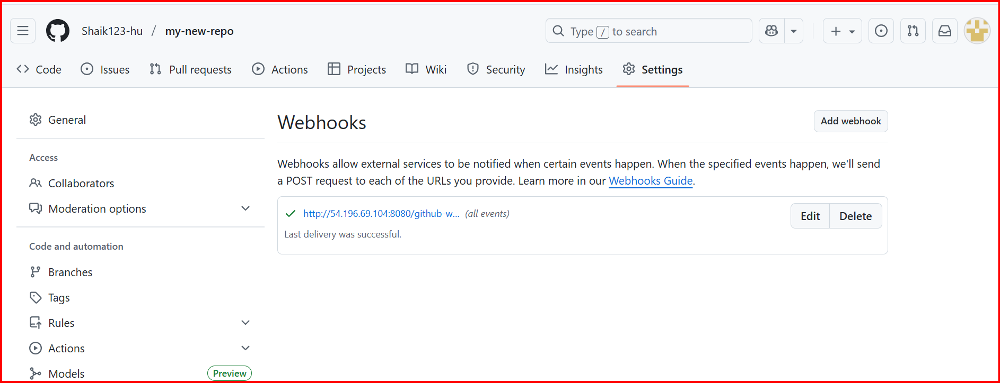 Shaik123-hu / my-new-repo
Type / to search
Code Issues Pull requests Actions Projects Wiki Security Insights Settings
General
Access
Collaborators
Moderation options
Code and automation
Branches
Tags
Rules
Actions
Models Preview
Webhooks
Add webhook
Webhooks allow external services to be notified when certain events happen. When the specified events happen, we'll send
a POST request to each of the URLs you provide. Learn more in our Webhooks Guide.
http://54.196.69.104:8080/github-w... (all events)
Edit Delete
Last delivery was successful.